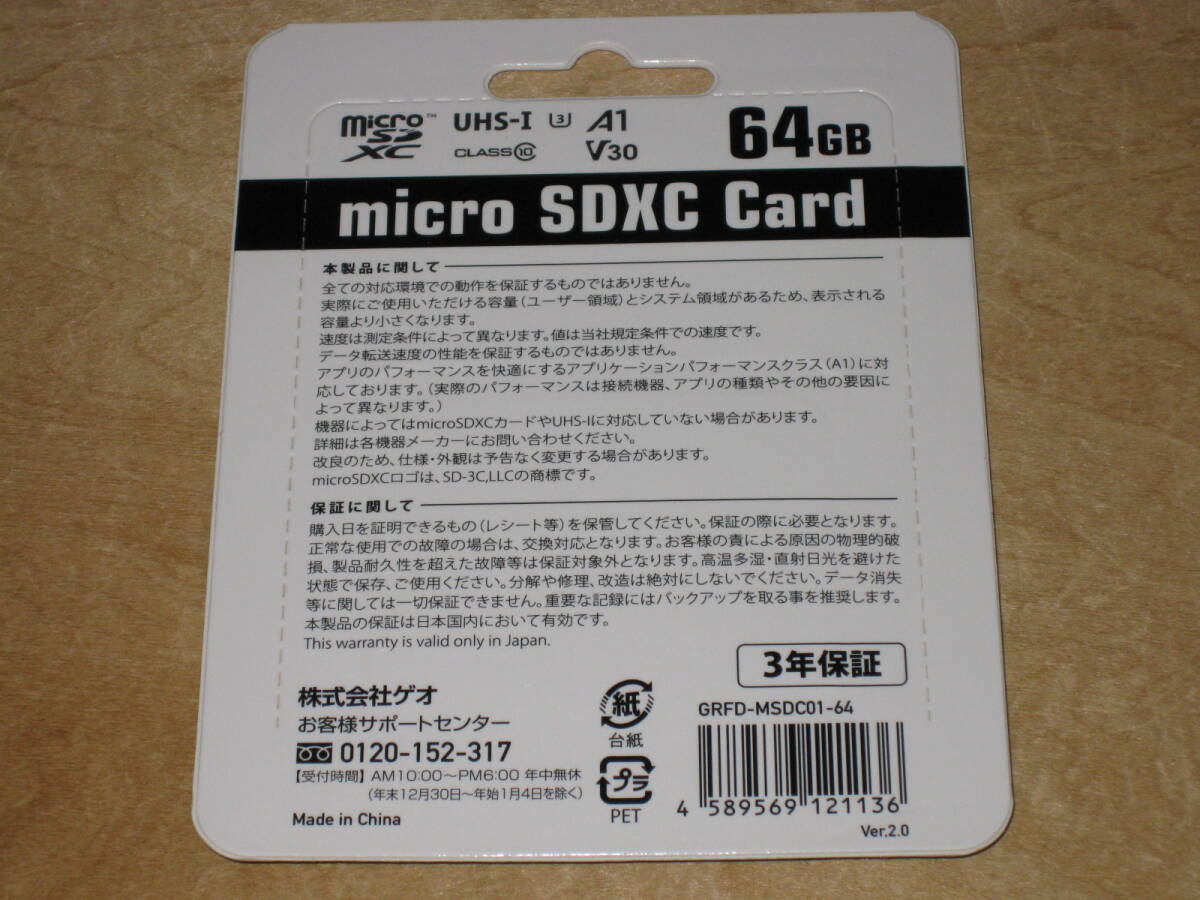 micro SD XC™ UHS-I 3 A1 64GB
CLASS10 V30
micro SDXC Card
本製品に関して
全ての対応環境での動作を保証するものではありません。
実際にご使用いただける容量(ユーザー領域)とシステム領域があるため、表示される
容量より小さくなります。
速度は測定条件によって異なります。値は当社規定条件での速度です。
データ転送速度の性能を保証するものではありません。
アプリのパフォーマンスを快適にするアプリケーションパフォーマンスクラス(A1)に対
応しております。(実際のパフォーマンスは接続機器、アプリの種類やその他の要因に
よって異なります。)
機器によってはmicroSDXCカードやUHS-Iに対応していない場合があります。
詳細は各機器メーカーにお問い合わせください。
改良のため、仕様・外観は予告なく変更する場合があります。
microSDXCロゴは、SD-3C,LLCの商標です。
保証に関して
購入日を証明できるもの(レシート等)を保管してください。保証の際に必要となります。
正常な使用での故障の場合は、交換対応となります。お客様の責による原因の物理的破
損、製品耐久性を超えた故障等は保証対象外となります。高温多湿・直射日光を避けた
状態で保存、ご使用ください。分解や修理、改造は絶対にしないでください。データ消失
等に関しては一切保証できません。重要な記録にはバックアップを取る事を推奨します。
本製品の保証は日本国内において有効です。
This warranty is valid only in Japan.
3年保証
株式会社ゲオ
お客様サポートセンター
0120-152-317
【受付時間】AM10:00〜PM6:00 年中無休
(年末12月30日〜年始1月4日を除く)
Made in China
紙
台紙
プラ
PET
GRFD-MSDC01-64
4 589569 121136
Ver.2.0